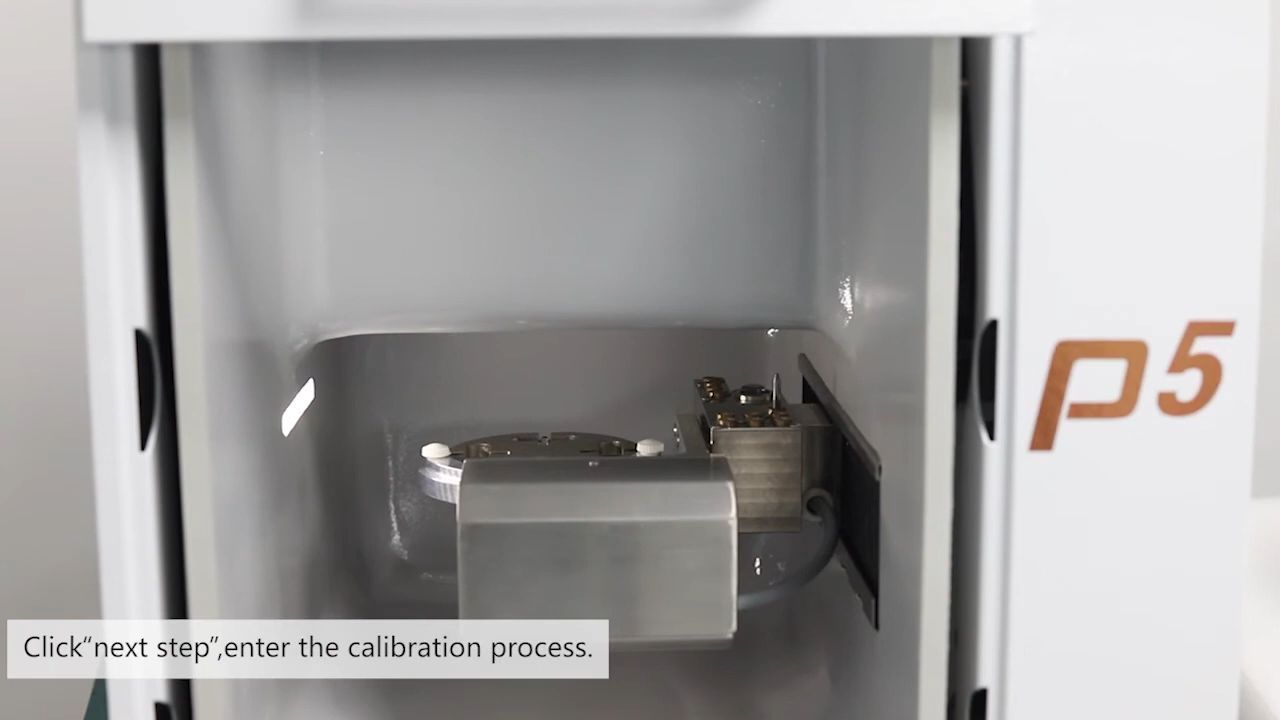 P5
Click“next step”,enter the calibration process.